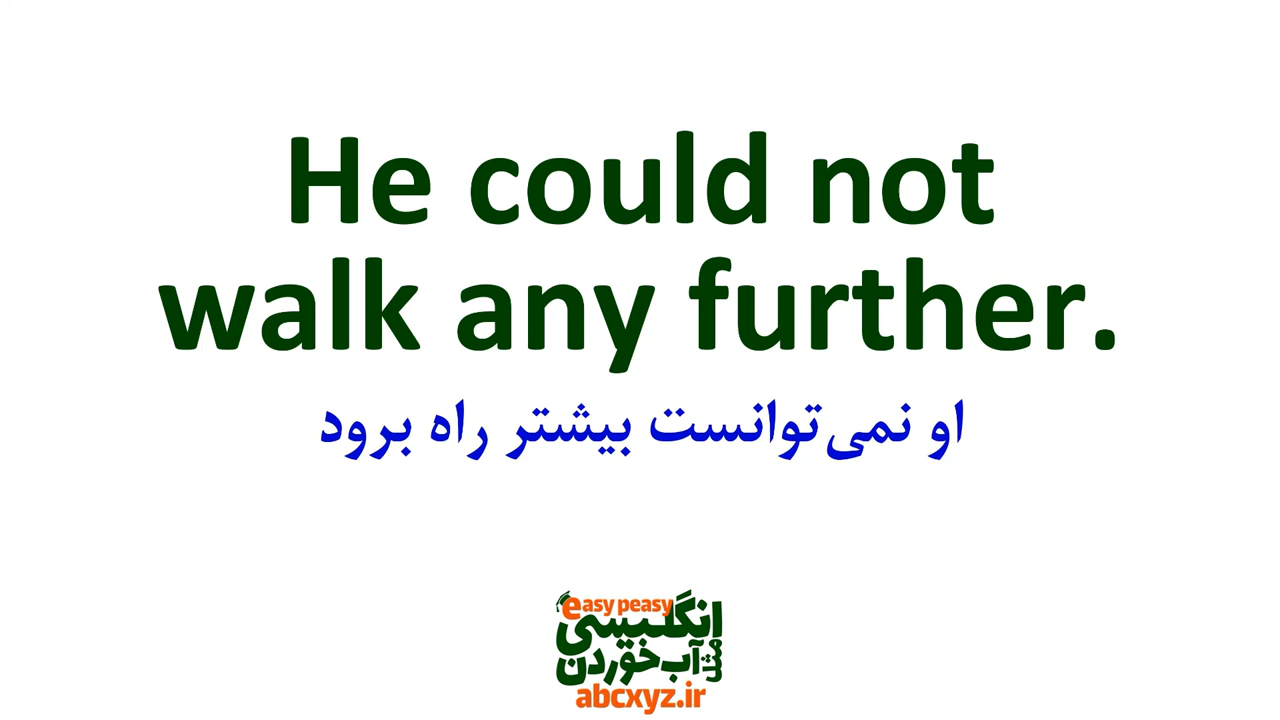 He could not
walk any further.
او نمی‌توانست بیشتر راه برود
easy peasy
انگلیسی
مثل آب خوردن
abcxyz.ir